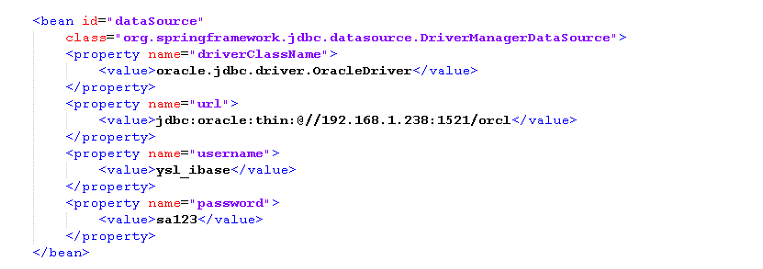 <bean id="dataSource"
class="org.springframework.jdbc.datasource.DriverManagerDataSource">
<property name="driverClassName">
<value>oracle.jdbc.driver.OracleDriver</value>
</property>
<property name="url">
<value>jdbc:oracle:thin:@//192.168.1.238:1521/orcl</value>
</property>
<property name="username">
<value>ysl_ibase</value>
</property>
<property name="password">
<value>sa123</value>
</property>
</bean>